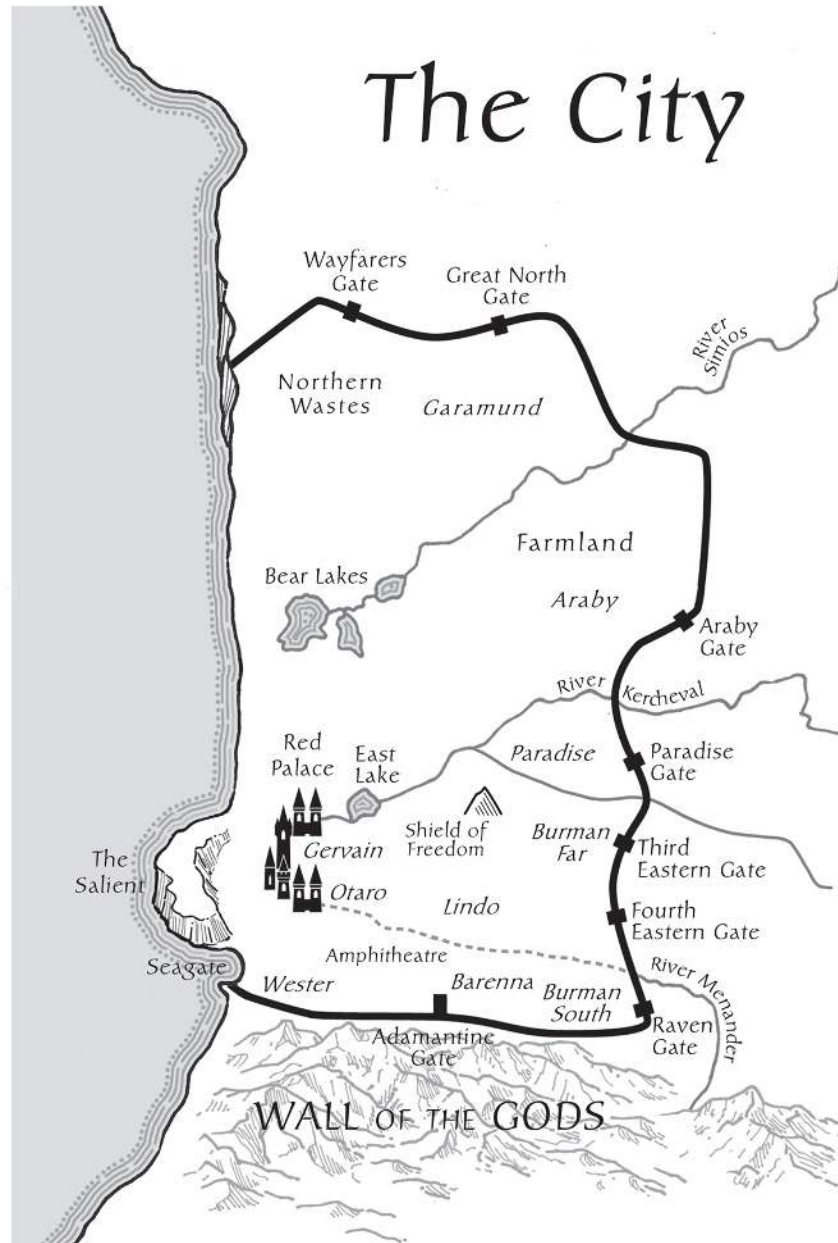 The City
Wayfarers
Gate
Great North
Gate
River
Simios
Northern
Wastes
Garamund
Farmland
Bear Lakes
Araby
Araby
Gate
River Kercheval
Red
Palace
East
Lake
Paradise
Paradise
Gate
Shield of
Freedom
Gervain
Burman
Far
Third
Eastern Gate
The
Salient
Otaro
Lindo
Fourth
Eastern Gate
Seagate
Amphitheatre
Wester
Barenna
Burman
South
River Menander
Raven
Gate
Adamantine
Gate
WALL OF THE GODS